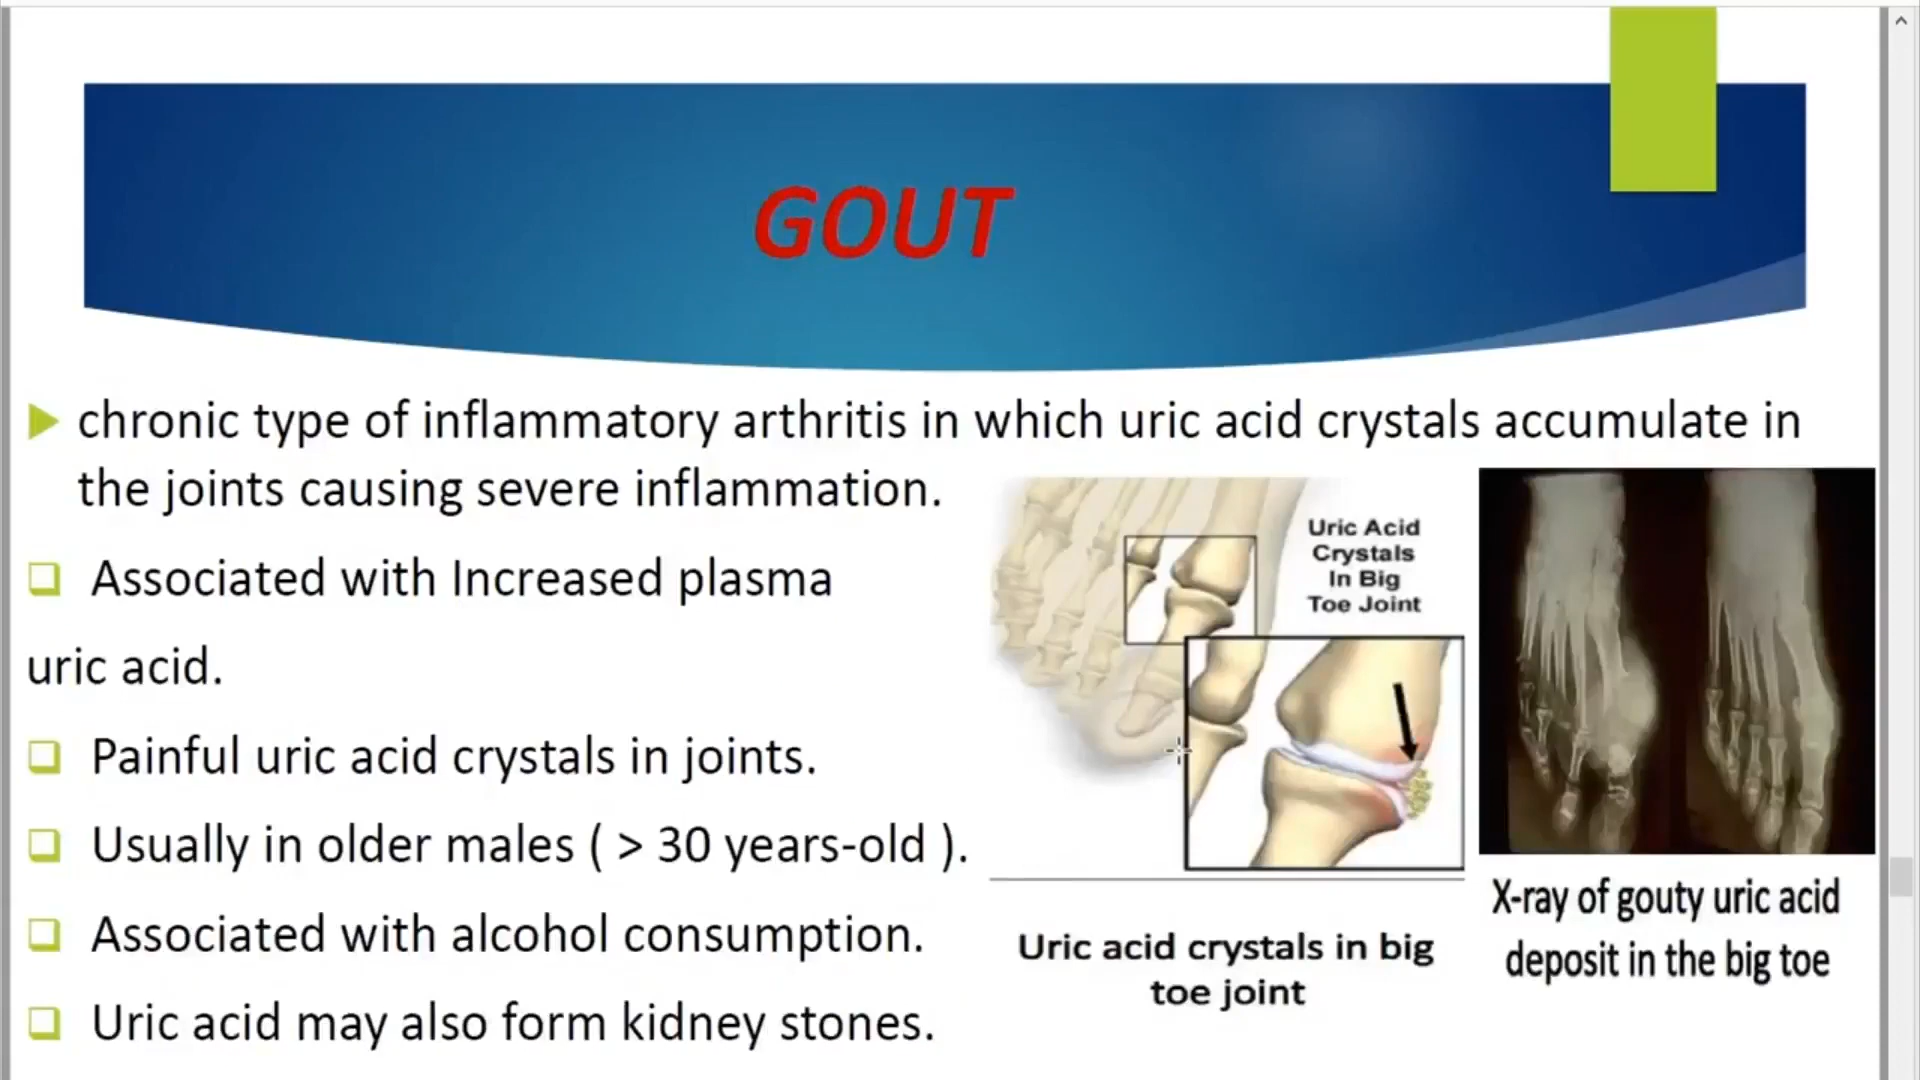 GOUT
chronic type of inflammatory arthritis in which uric acid crystals accumulate in
the joints causing severe inflammation.
Associated with Increased plasma
uric acid.
Painful uric acid crystals in joints.
Usually in older males ( > 30 years-old ).
Associated with alcohol consumption.
Uric acid may also form kidney stones.
Uric Acid
Crystals
In Big
Toe Joint
Uric acid crystals in big
toe joint
X-ray of gouty uric acid
deposit in the big toe